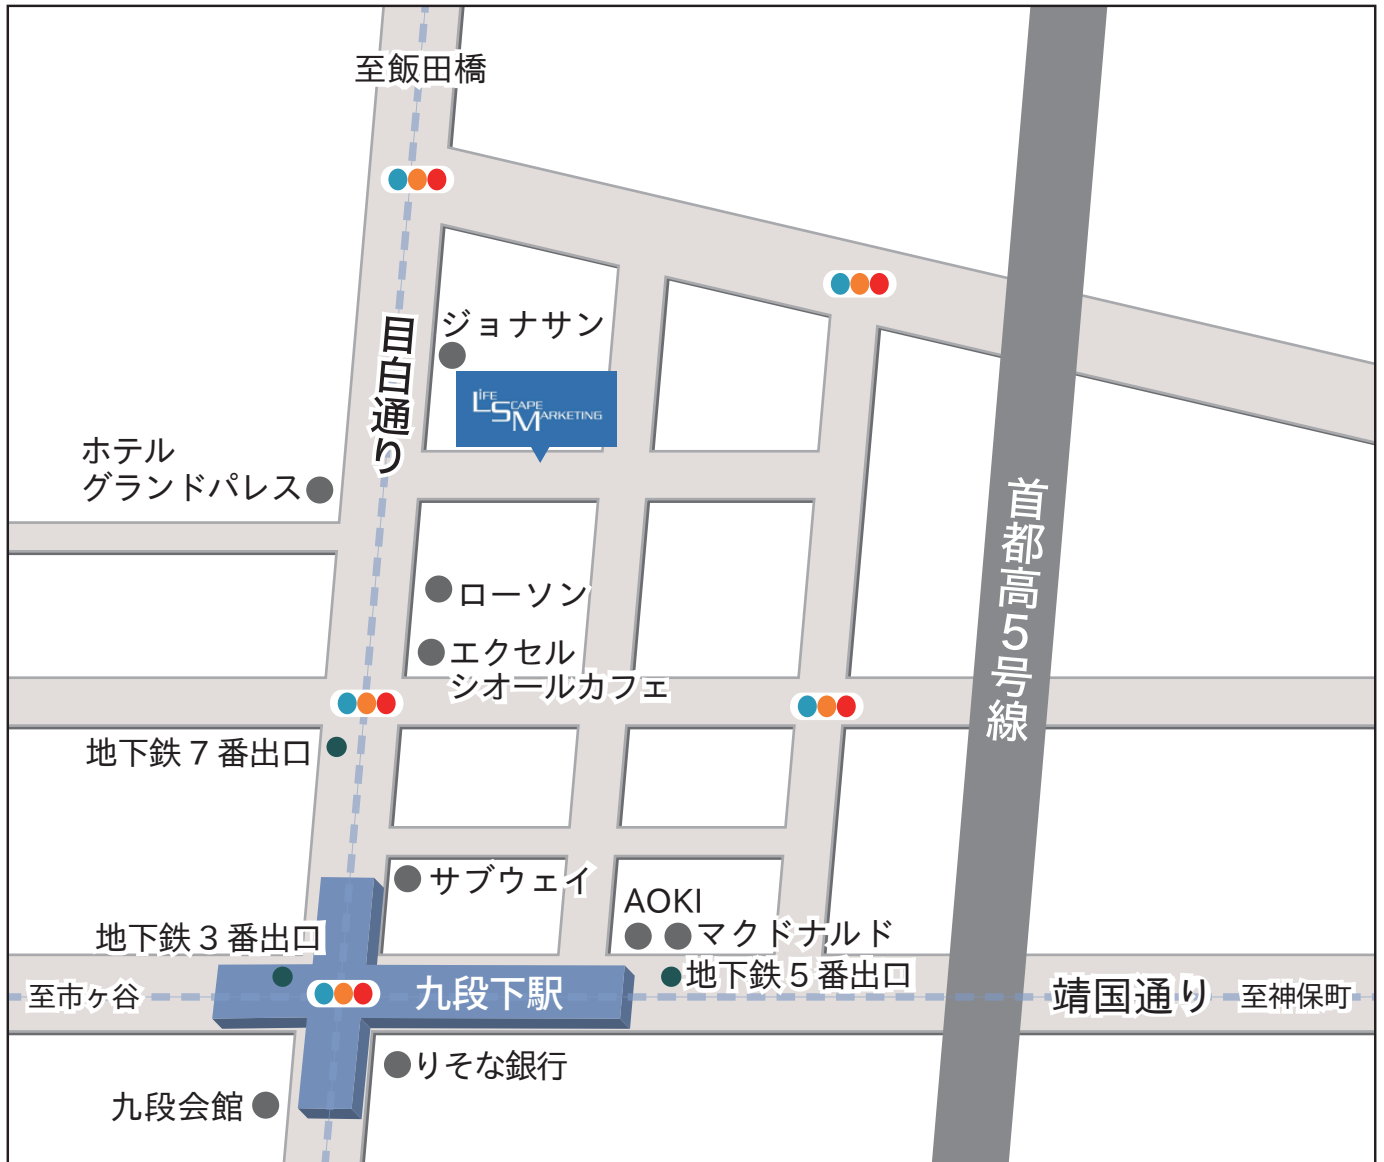 至飯田橋
ジョナサン
目白通り
LIFE
SCAPE
MARKETING
ホテル
グランドパレス
首都高5号線
ローソン
エクセル
シオールカフェ
地下鉄7番出口
サブウェイ
AOKI
マクドナルド
地下鉄3番出口
地下鉄5番出口
至市ヶ谷
九段下駅
靖国通り
至神保町
りそな銀行
九段会館